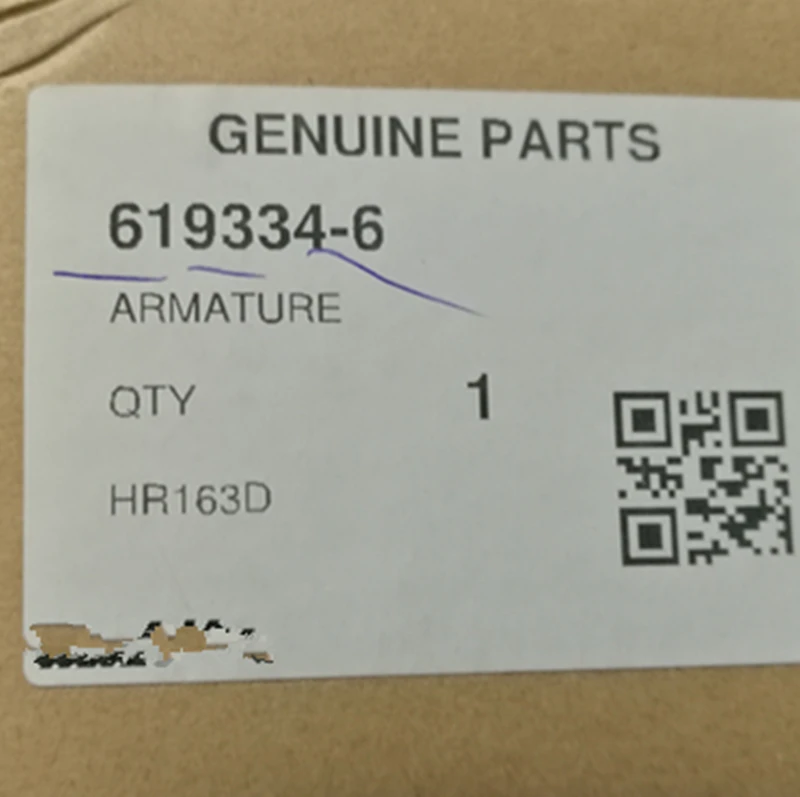 GENUINE PARTS
619334-6
ARMATURE
QTY 1
HR163D